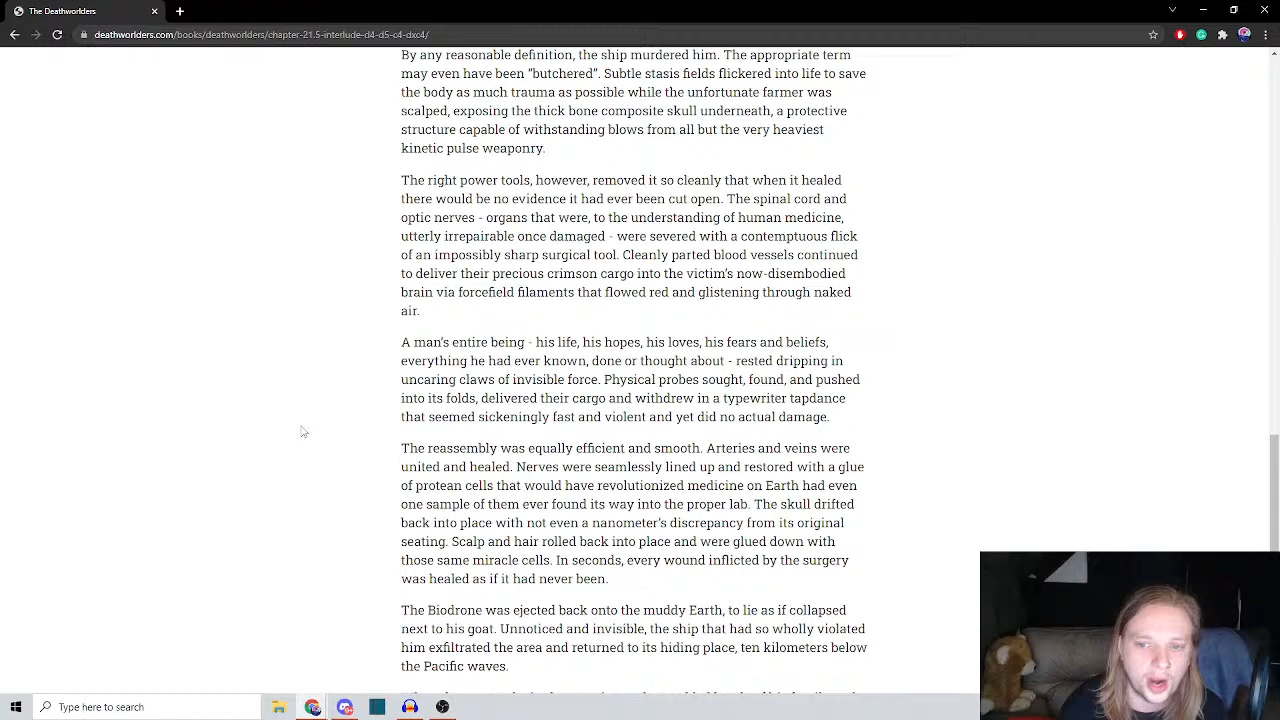 The Deathworlders
deathworlders.com/books/deathworlders/chapter-21.5-interlude-d4-d5-c4-dxc4/
By any reasonable definition, the ship murdered him. The appropriate term
may even have been “butchered”. Subtle stasis fields flickered into life to save
the body as much trauma as possible while the unfortunate farmer was
scalped, exposing the thick bone composite skull underneath, a protective
structure capable of withstanding blows from all but the very heaviest
kinetic pulse weaponry.
The right power tools, however, removed it so cleanly that when it healed
there would be no evidence it had ever been cut open. The spinal cord and
optic nerves - organs that were, to the understanding of human medicine,
utterly irrepairable once damaged - were severed with a contemptuous flick
of an impossibly sharp surgical tool. Cleanly parted blood vessels continued
to deliver their precious crimson cargo into the victim’s now-disembodied
brain via forcefield filaments that flowed red and glistening through naked
air.
A man’s entire being - his life, his hopes, his loves, his fears and beliefs,
everything he had ever known, done or thought about - rested dripping in
uncaring claws of invisible force. Physical probes sought, found, and pushed
into its folds, delivered their cargo and withdrew in a typewriter tapdance
that seemed sickeningly fast and violent and yet did no actual damage.
The reassembly was equally efficient and smooth. Arteries and veins were
united and healed. Nerves were seamlessly lined up and restored with a glue
of protean cells that would have revolutionized medicine on Earth had even
one sample of them ever found its way into the proper lab. The skull drifted
back into place with not even a nanometer’s discrepancy from its original
seating. Scalp and hair rolled back into place and were glued down with
those same miracle cells. In seconds, every wound inflicted by the surgery
was healed as if it had never been.
The Biodrone was ejected back onto the muddy Earth, to lie as if collapsed
next to his goat. Unnoticed and invisible, the ship that had so wholly violated
him exfiltrated the area and returned to its hiding place, ten kilometers below
the Pacific waves.
Type here to search